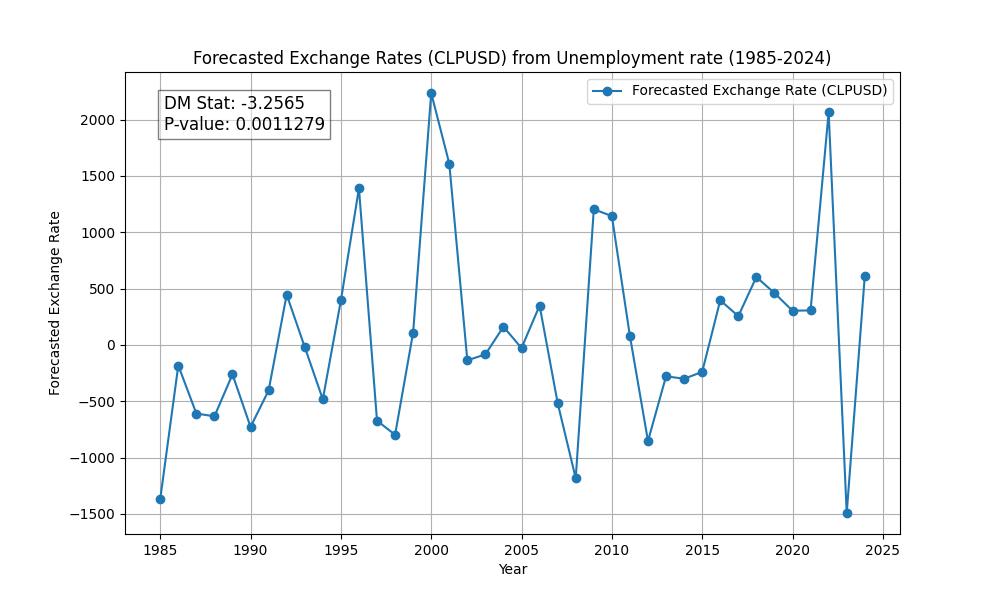 Forecasted Exchange Rates (CLPUSD) from Unemployment rate (1985-2024)
DM Stat: -3.2565
P-value: 0.0011279
Forecasted Exchange Rate (CLPUSD)
Forecasted Exchange Rate
2000
1500
1000
500
0
−500
−1000
−1500
1985 1990 1995 2000 2005 2010 2015 2020 2025
Year